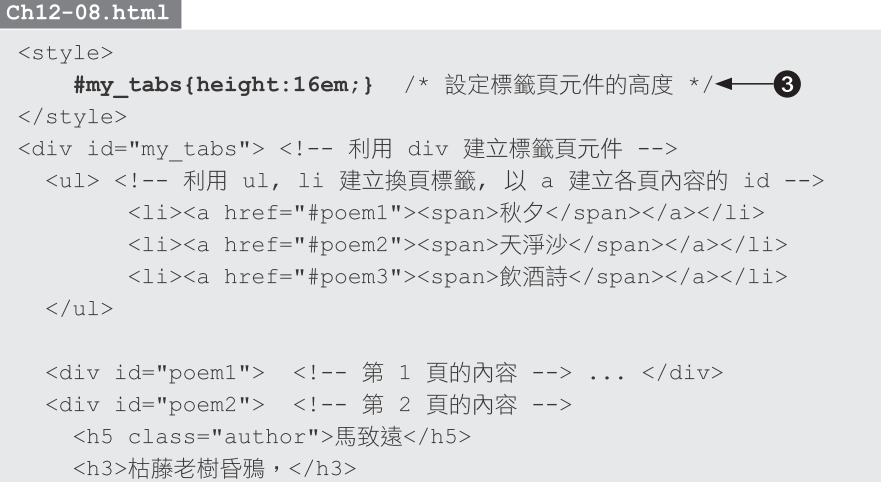 Ch12-08.html
<style>
    #my_tabs{height:16em;}  /* 設定標籤頁元件的高度 */ ❸
</style>
<div id="my_tabs"> <!-- 利用 div 建立標籤頁元件 -->
  <ul> <!-- 利用 ul, li 建立換頁標籤, 以 a 建立各頁內容的 id -->
        <li><a href="#poem1"><span>秋夕</span></a></li>
        <li><a href="#poem2"><span>天淨沙</span></a></li>
        <li><a href="#poem3"><span>飲酒詩</span></a></li>
  </ul>
  <div id="poem1">  <!-- 第 1 頁的內容 --> ... </div>
  <div id="poem2">  <!-- 第 2 頁的內容 -->
    <h5 class="author">馬致遠</h5>
    <h3>枯藤老樹昏鴉，</h3>